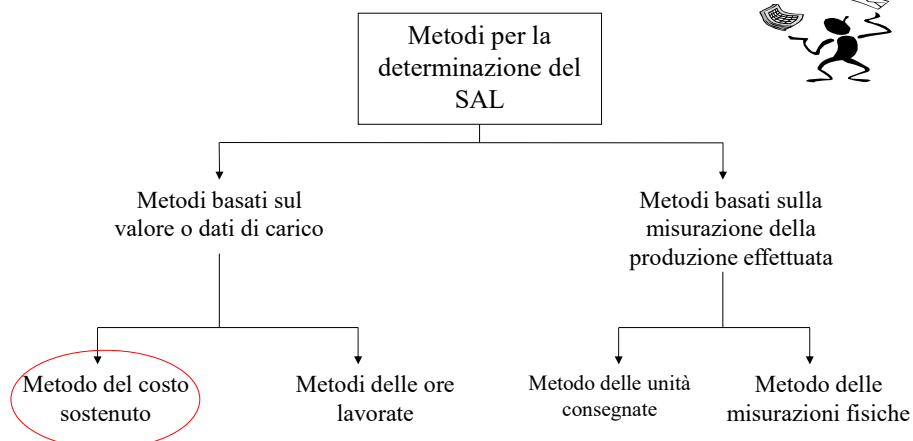 Metodi per la
determinazione del
SAL
Metodi basati sul
valore o dati di carico
Metodi basati sulla
misurazione della
produzione effettuata
Metodo del costo
sostenuto
Metodi delle ore
lavorate
Metodo delle unità
consegnate
Metodo delle
misurazioni fisiche